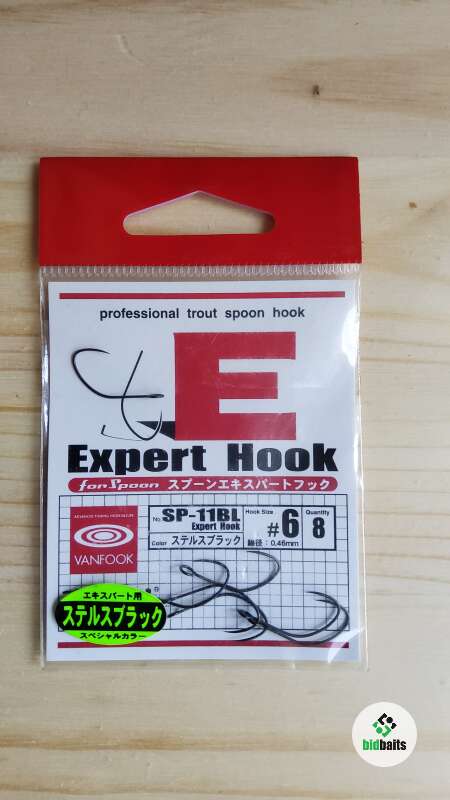 professional trout spoon hook
E
Expert Hook
for Spoon スプーンエキスパートフック
VANFOOK
No. SP-11BL
Expert Hook
Color ステルスブラック
Hook Size
#6
線径：0.46mm
Quantity
8
エキスパート用
ステルスブラック
スペシャルカラー
bidbaits